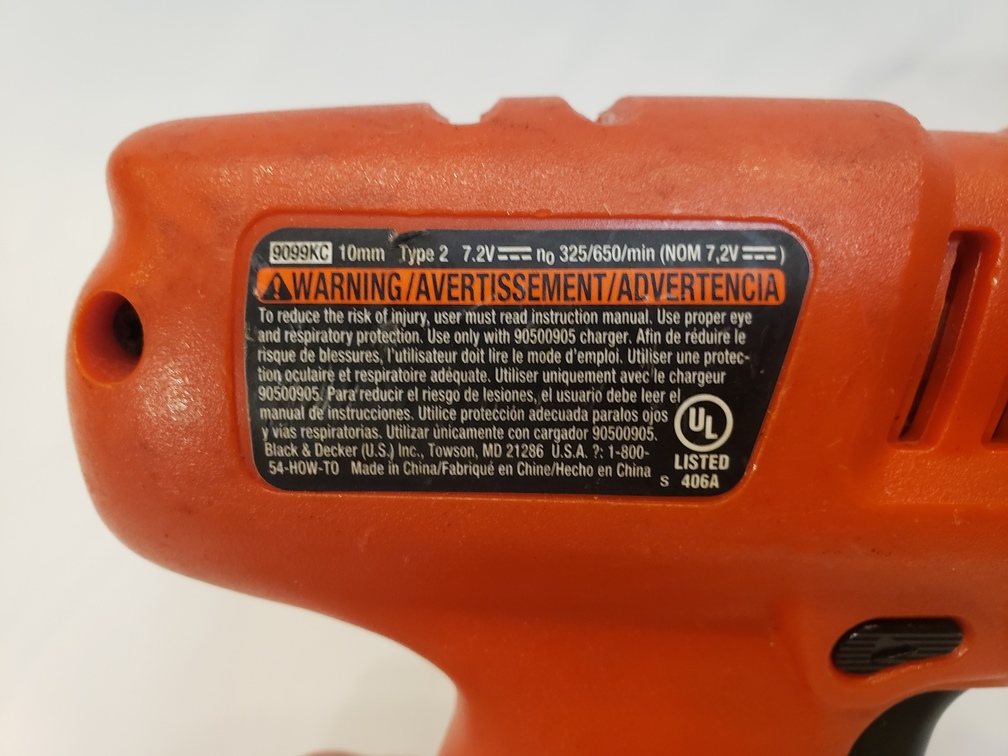 9099KC 10mm Type 2 7.2V⎓ n0 325/650/min (NOM 7,2V⎓)
WARNING/AVERTISSEMENT/ADVERTENCIA
To reduce the risk of injury, user must read instruction manual. Use proper eye
and respiratory protection. Use only with 90500905 charger. Afin de réduire le
risque de blessures, l'utilisateur doit lire le mode d'emploi. Utiliser une protec-
tion oculaire et respiratoire adéquate. Utiliser uniquement avec le chargeur
90500905. Para reducir el riesgo de lesiones, el usuario debe leer el
manual de instrucciones. Utilice protección adecuada paralos ojos
y vias respiratorias. Utilizar únicamente con cargador 90500905.
Black & Decker (U.S.) Inc., Towson, MD 21286 U.S.A. ?: 1-800-
54-HOW-TO Made in China/Fabriqué en Chine/Hecho en China
UL
LISTED
S 406A